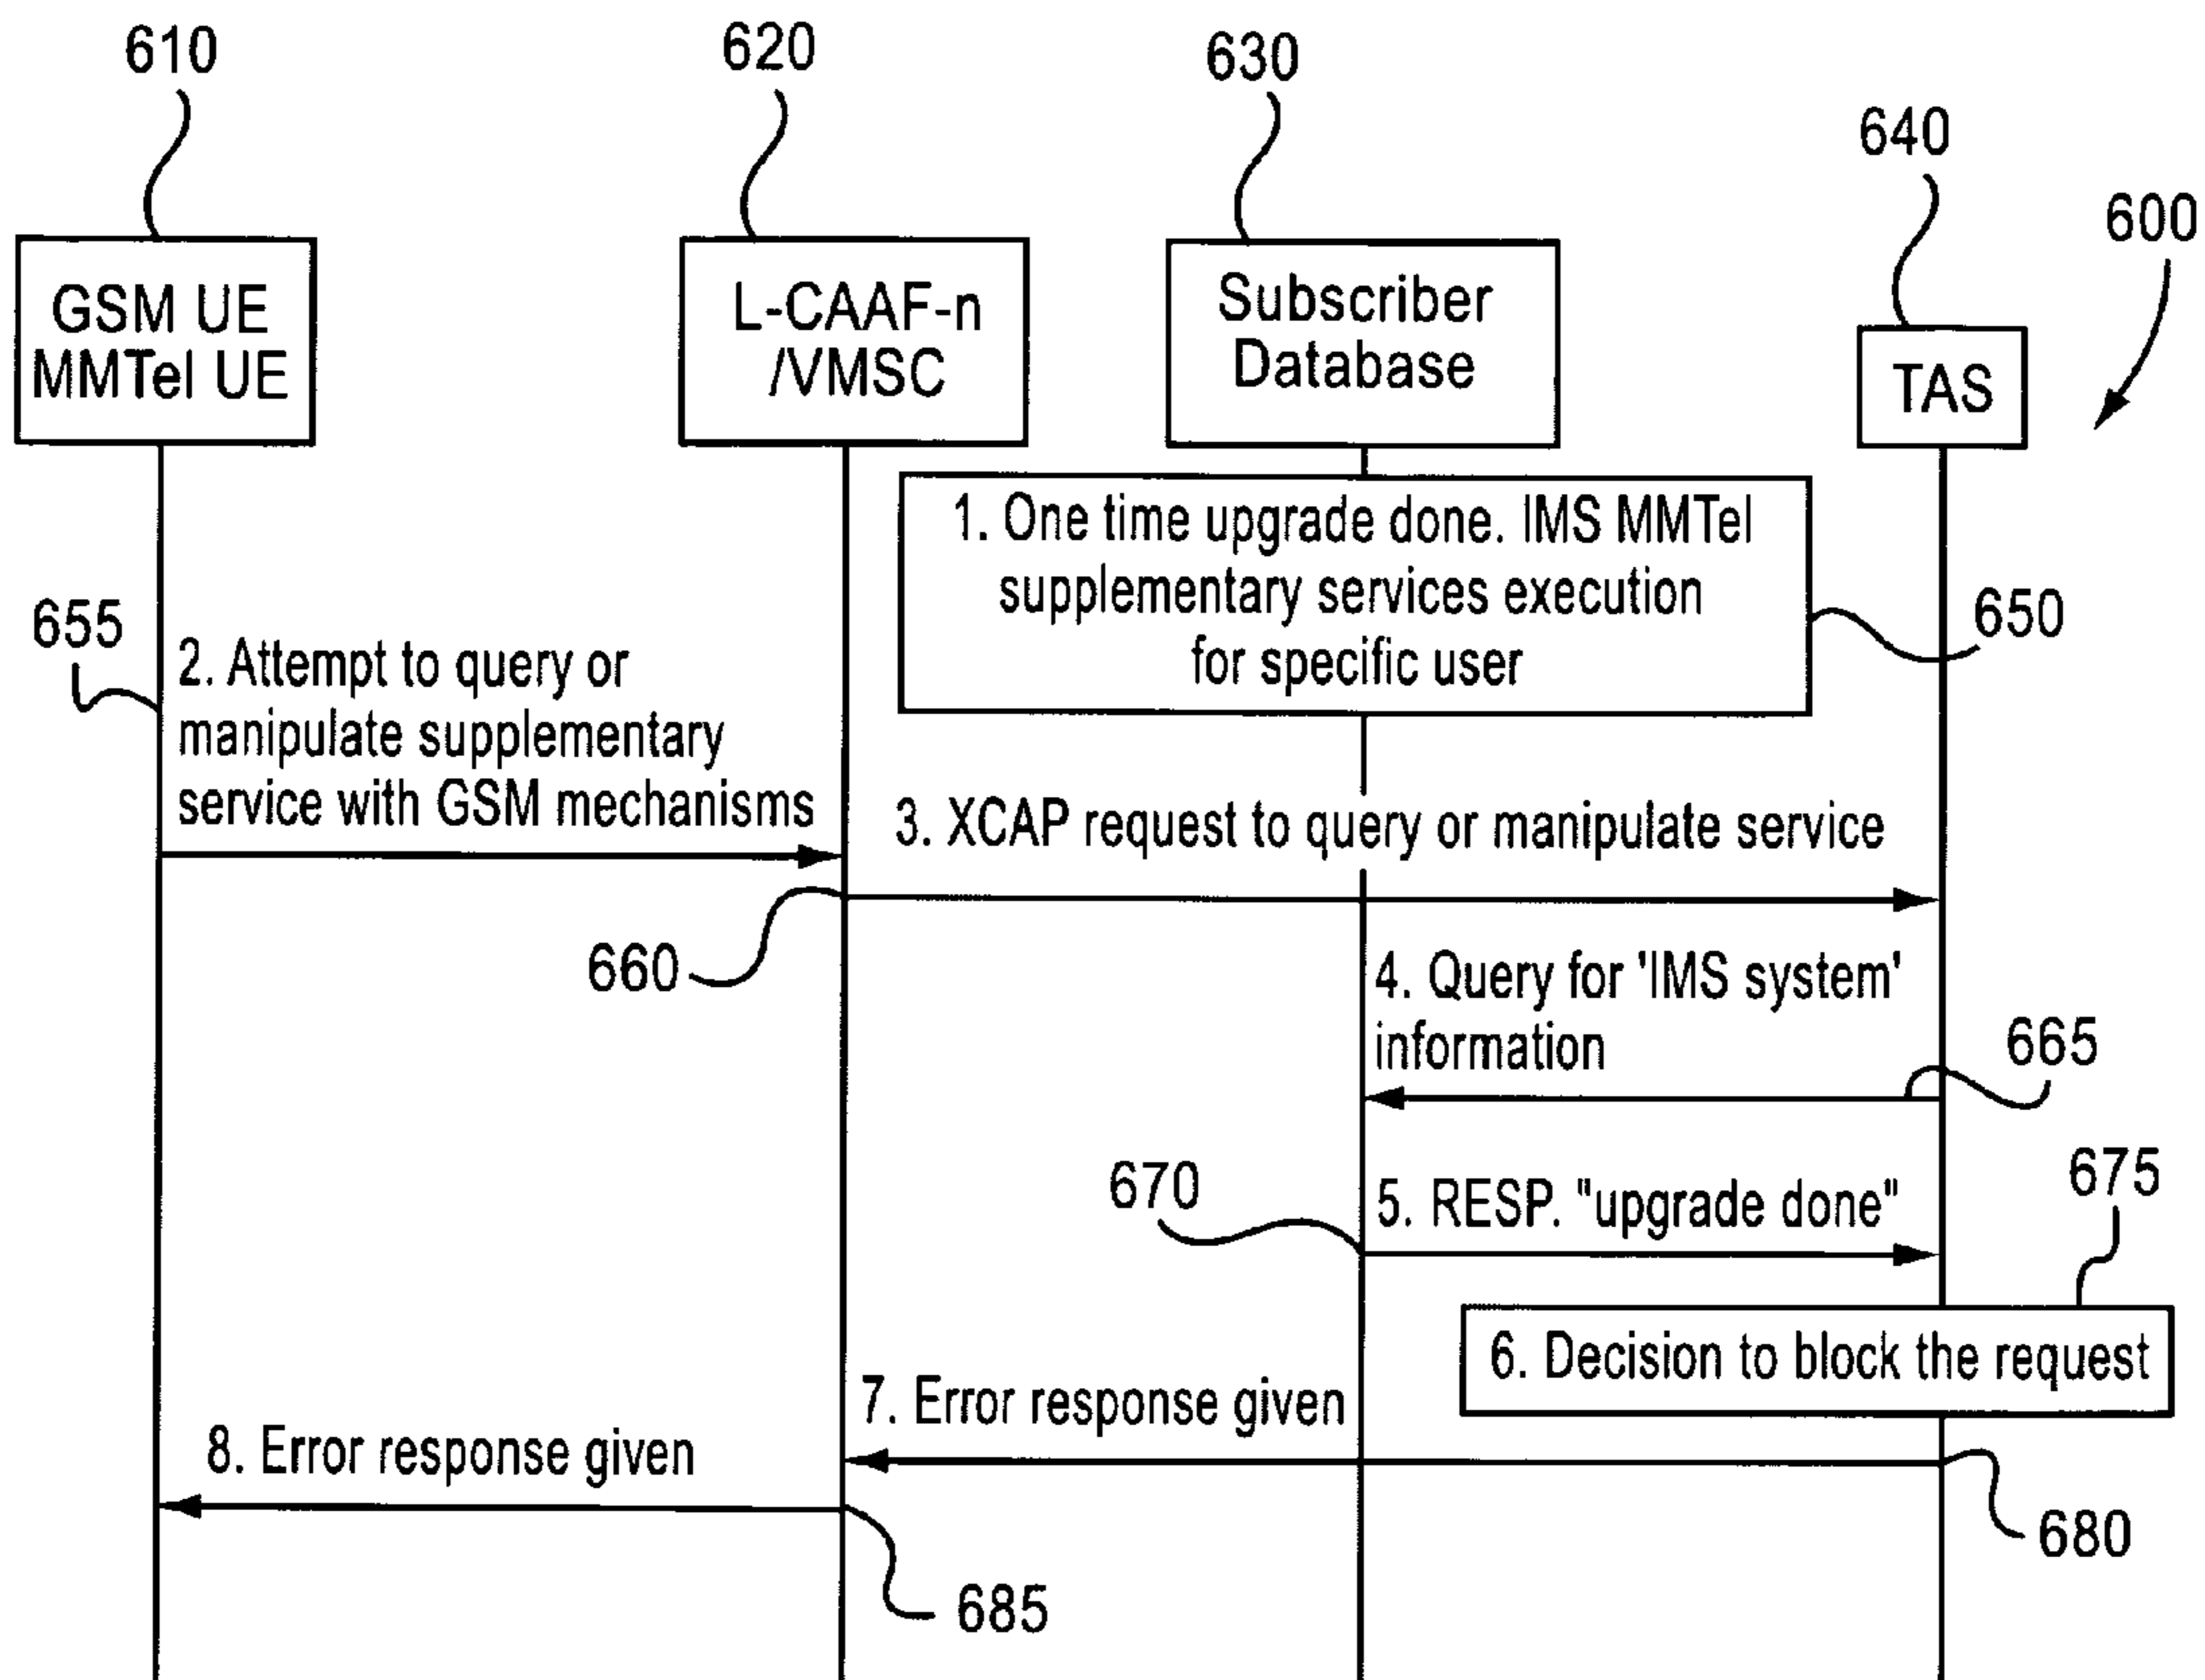 610
620
630
640
600
GSM UE
MMTel UE
L-CAAF-n
/VMSC
Subscriber
Database
TAS
1. One time upgrade done. IMS MMTel
supplementary services execution
for specific user
650
655
2. Attempt to query or
manipulate supplementary
service with GSM mechanisms
3. XCAP request to query or manipulate service
660
4. Query for 'IMS system'
information
665
670
5. RESP. "upgrade done"
675
6. Decision to block the request
7. Error response given
8. Error response given
680
685